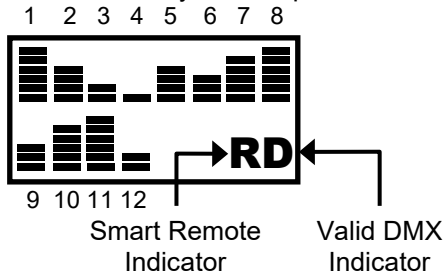 1 2 3 4 5 6 7 8
RD
9 10 11 12
Smart Remote
Indicator
Valid DMX
Indicator